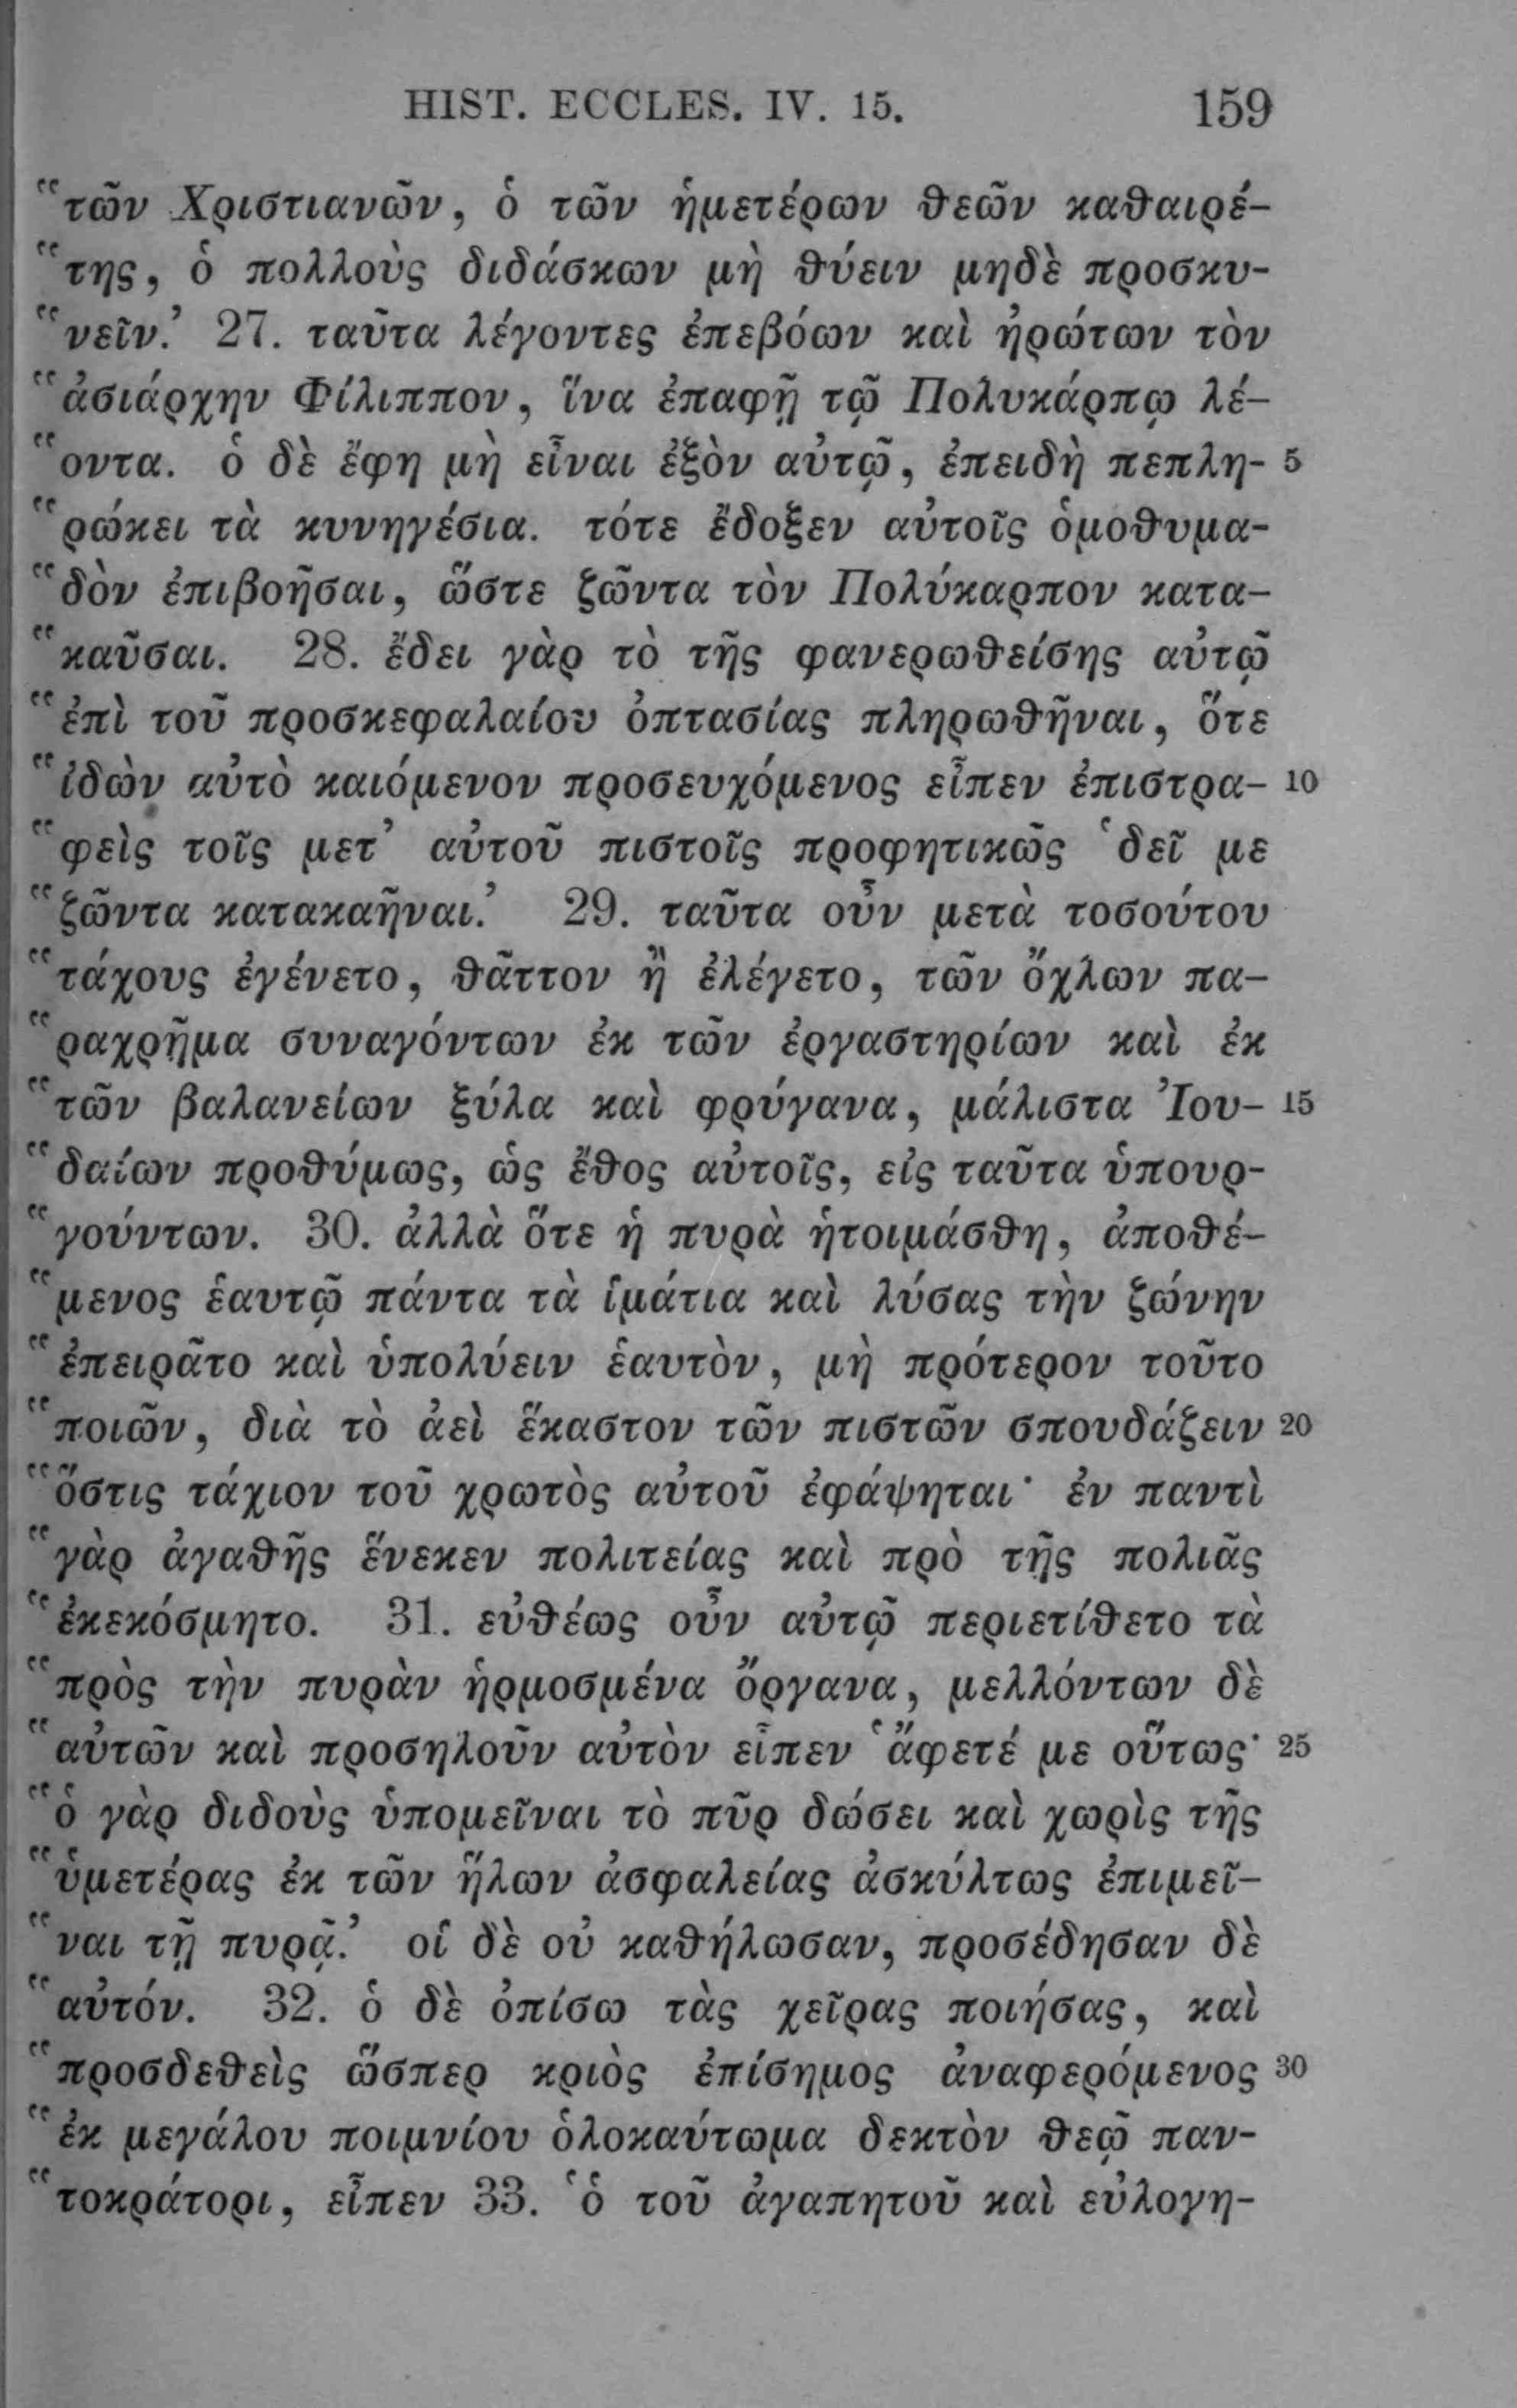 HIST. ECCLES. IV. 15. 159
“τῶν Χριστιανῶν, ὁ τῶν ἡμετέρων θεῶν καθαιρέ-
“της, ὁ πολλοὺς διδάσκων μὴ θύειν μηδὲ προσκυ-
“νεῖν.’ 27. ταῦτα λέγοντες ἐπεβόων καὶ ἠρώτων τὸν
“ἀσιάρχην Φίλιππον, ἵνα ἐπαφῇ τῷ Πολυκάρπῳ λέ-
“οντα. ὁ δὲ ἔφη μὴ εἶναι ἐξὸν αὐτῷ, ἐπειδὴ πεπλη- 5
“ρώκει τὰ κυνηγέσια. τότε ἔδοξεν αὐτοῖς ὁμοθυμα-
“δὸν ἐπιβοῆσαι, ὥστε ζῶντα τὸν Πολύκαρπον κατα-
“καῦσαι. 28. ἔδει γὰρ τὸ τῆς φανερωθείσης αὐτῷ
“ἐπὶ τοῦ προσκεφαλαίου ὀπτασίας πληρωθῆναι, ὅτε
“ἰδὼν αὐτὸ καιόμενον προσευχόμενος εἶπεν ἐπιστρα- 10
“φεὶς τοῖς μετ’ αὐτοῦ πιστοῖς προφητικῶς ‘δεῖ με
“ζῶντα κατακαῆναι.’ 29. ταῦτα οὖν μετὰ τοσούτου
“τάχους ἐγένετο, θᾶττον ἢ ἐλέγετο, τῶν ὄχλων πα-
“ραχρῆμα συναγόντων ἐκ τῶν ἐργαστηρίων καὶ ἐκ
“τῶν βαλανείων ξύλα καὶ φρύγανα, μάλιστα Ἰου- 15
“δαίων προθύμως, ὡς ἔθος αὐτοῖς, εἰς ταῦτα ὑπουρ-
“γούντων. 30. ἀλλὰ ὅτε ἡ πυρὰ ἡτοιμάσθη, ἀποθέ-
“μενος ἑαυτῷ πάντα τὰ ἱμάτια καὶ λύσας τὴν ζώνην
“ἐπειρᾶτο καὶ ὑπολύειν ἑαυτὸν, μὴ πρότερον τοῦτο
“ποιῶν, διὰ τὸ ἀεὶ ἕκαστον τῶν πιστῶν σπουδάζειν 20
“ὅστις τάχιον τοῦ χρωτὸς αὐτοῦ ἐφάψηται· ἐν παντὶ
“γὰρ ἀγαθῆς ἕνεκεν πολιτείας καὶ πρὸ τῆς πολιᾶς
“ἐκεκόσμητο. 31. εὐθέως οὖν αὐτῷ περιετίθετο τὰ
“πρὸς τὴν πυρὰν ἡρμοσμένα ὄργανα, μελλόντων δὲ
“αὐτῶν καὶ προσηλοῦν αὐτὸν εἶπεν ‘ἄφετέ με οὕτως· 25
“ὁ γὰρ διδοὺς ὑπομεῖναι τὸ πῦρ δώσει καὶ χωρὶς τῆς
“ὑμετέρας ἐκ τῶν ἥλων ἀσφαλείας ἀσκύλτως ἐπιμεῖ-
“ναι τῇ πυρᾷ.’ οἱ δὲ οὐ καθήλωσαν, προσέδησαν δὲ
“αὐτόν. 32. ὁ δὲ ὀπίσω τὰς χεῖρας ποιήσας, καὶ
“προσδεθεὶς ὥσπερ κριὸς ἐπίσημος ἀναφερόμενος 30
“ἐκ μεγάλου ποιμνίου ὁλοκαύτωμα δεκτὸν θεῷ παν-
“τοκράτορι, εἶπεν 33. ‘ὁ τοῦ ἀγαπητοῦ καὶ εὐλογη-